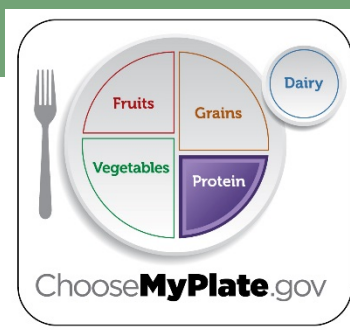 Dairy
Fruits
Grains
Vegetables
Protein
ChooseMyPlate.gov